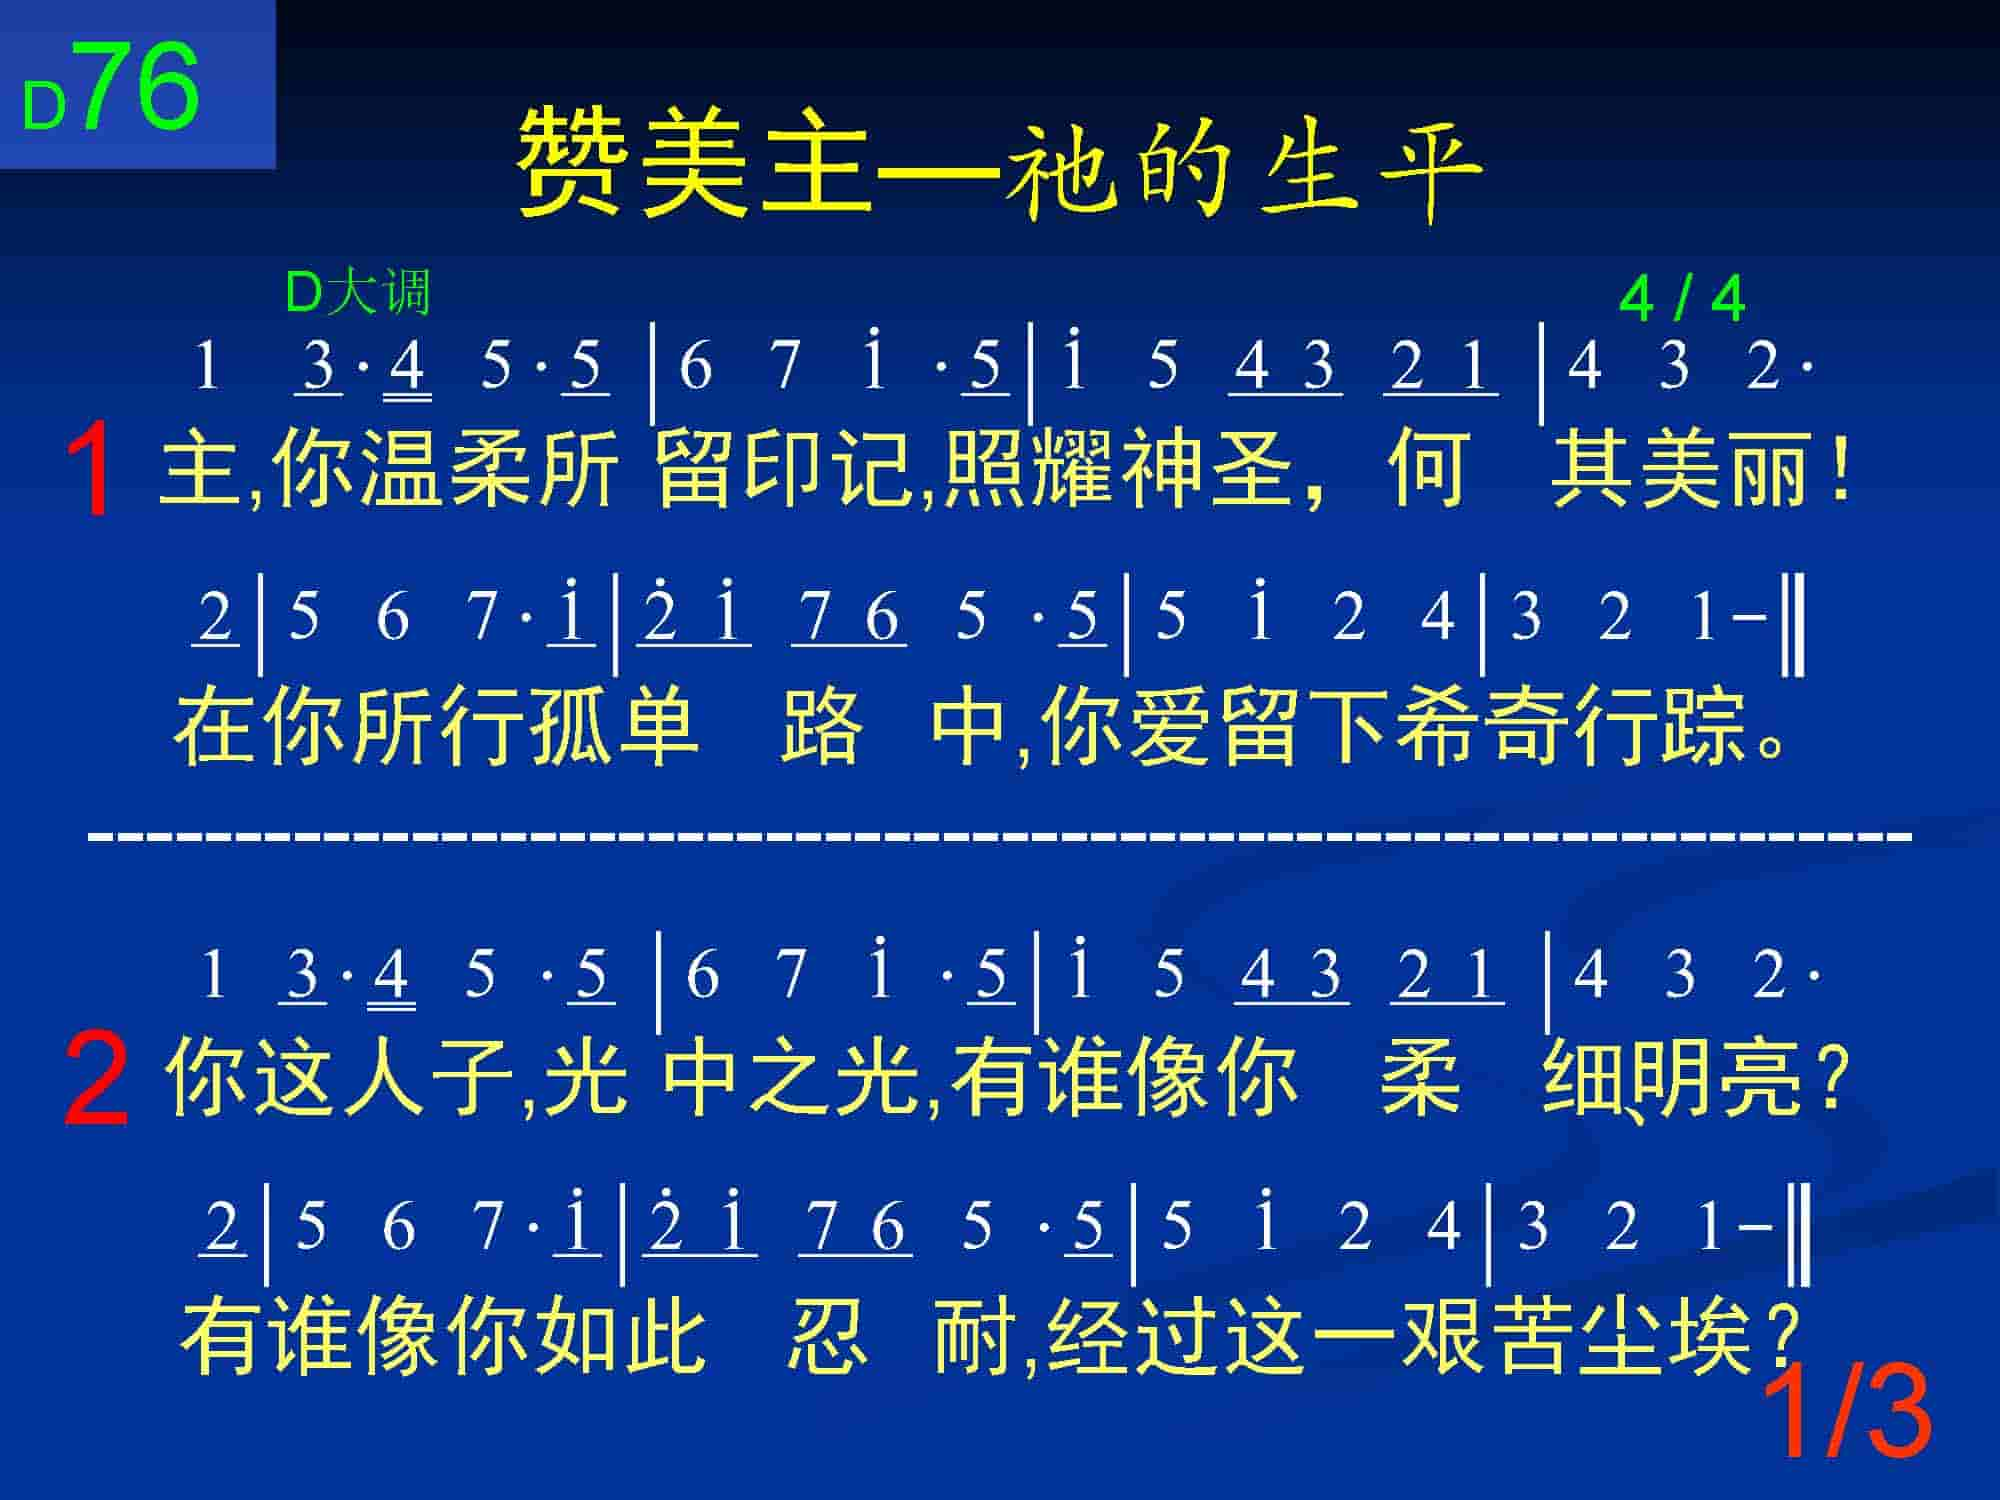 D76
赞美主—祂的生平
D大调 4 / 4
1 3·4 5·5 | 6 7 i ·5 | i 5 4 3 2 1 | 4 3 2·
1 主,你温柔所 留印记,照耀神圣，何 其美丽！
2 | 5 6 7·i | 2̇ i 7 6 5 ·5 | 5 i 2 4 | 3 2 1– ||
在你所行孤单 路 中,你爱留下希奇行踪。
1 3·4 5 ·5 | 6 7 i ·5 | i 5 4 3 2 1 | 4 3 2·
2 你这人子,光 中之光,有谁像你 柔 细、明亮？
2 | 5 6 7·i | 2̇ i 7 6 5 ·5 | 5 i 2 4 | 3 2 1– ||
有谁像你如此 忍 耐,经过这一艰苦尘埃？
1/3